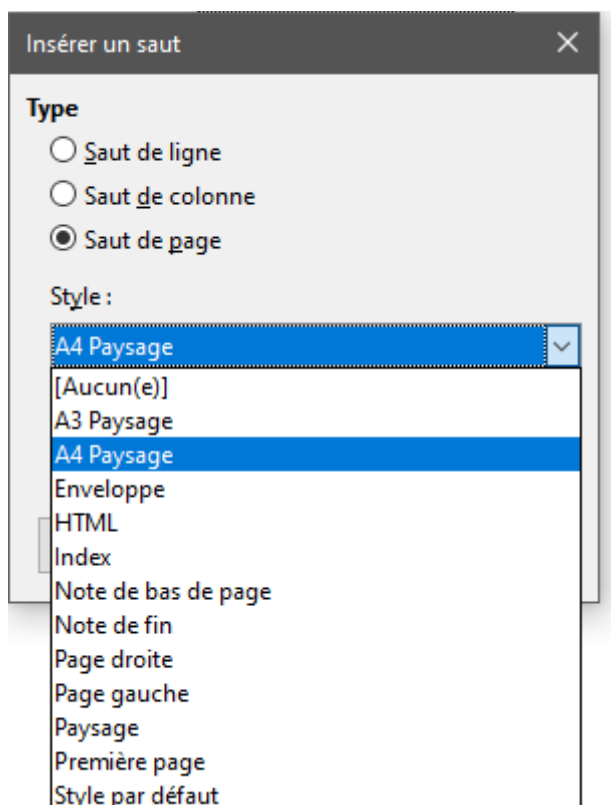 Insérer un saut
Type
Saut de ligne
Saut de colonne
Saut de page
Style :
A4 Paysage
[Aucun(e)]
A3 Paysage
A4 Paysage
Enveloppe
HTML
Index
Note de bas de page
Note de fin
Page droite
Page gauche
Paysage
Première page
Style par défaut